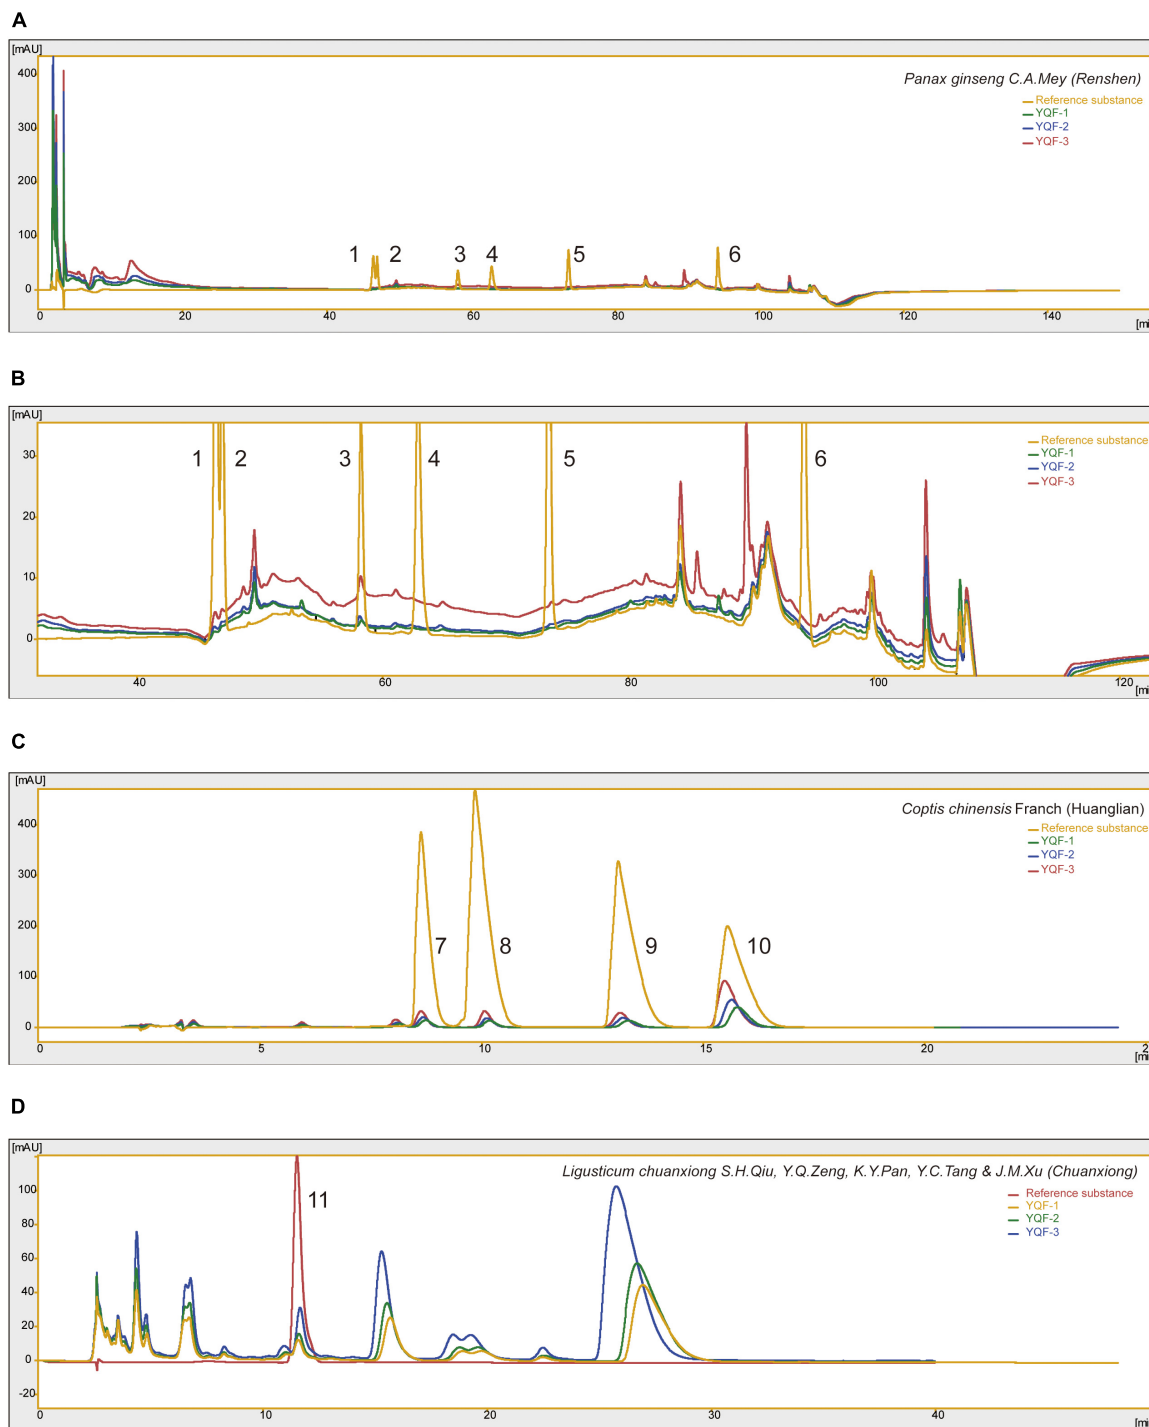 A
[mAU]
400
300
200
100
0
Panax ginseng C.A.Mey (Renshen)
Reference substance
YQF-1
YQF-2
YQF-3
1 2 3 4 5 6
0 20 40 60 80 100 120 140
[mi
B
[mAU]
30
20
10
0
Reference substance
YQF-1
YQF-2
YQF-3
1 2 3 4 5 6
40 60 80 100 120
[mi
C
[mAU]
400
300
200
100
0
Coptis chinensis Franch (Huanglian)
Reference substance
YQF-1
YQF-2
YQF-3
7 8 9 10
0 5 10 15 20 2
[mi
D
[mAU]
100
80
60
40
20
0
-20
Ligusticum chuanxiong S.H.Qiu, Y.Q.Zeng, K.Y.Pan, Y.C.Tang & J.M.Xu (Chuanxiong)
Reference substance
YQF-1
YQF-2
YQF-3
11
10 20 30 40
[mi